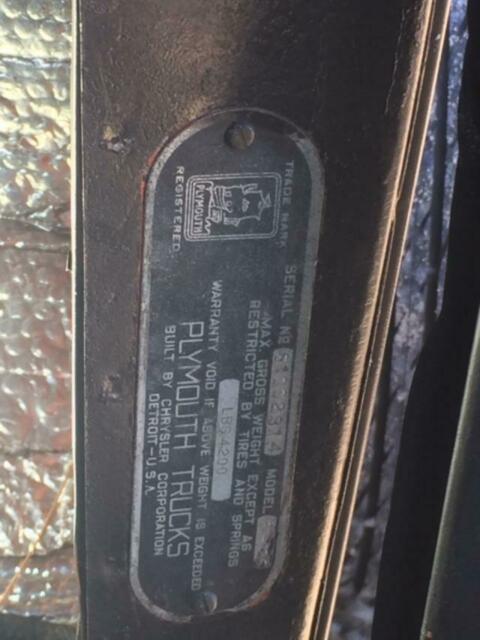 TRADE MARK
PLYMOUTH
REGISTERED
SERIAL Nº MODEL
MAX. GROSS WEIGHT EXCEPT AS
RESTRICTED BY TIRES AND SPRINGS
LBS 4200
WARRANTY VOID IF ABOVE WEIGHT IS EXCEEDED
PLYMOUTH TRUCKS
BUILT BY CHRYSLER CORPORATION
DETROIT-U.S.A.